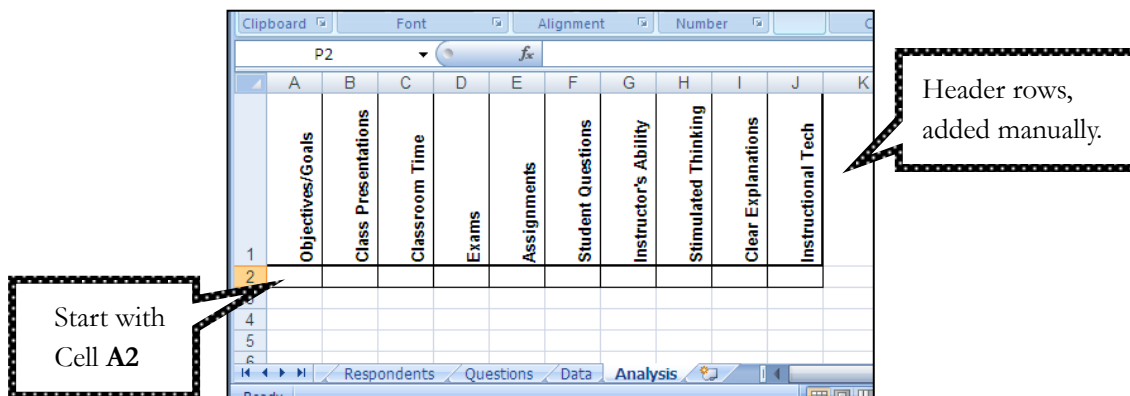 Clipboard Font Alignment Number
P2 fx
A B C D E F G H I J K
1 Objectives/Goals Class Presentations Classroom Time Exams Assignments Student Questions Instructor's Ability Stimulated Thinking Clear Explanations Instructional Tech
2
3
4
5
6
Respondents Questions Data Analysis
Ready
Header rows,
added manually.
Start with
Cell A2